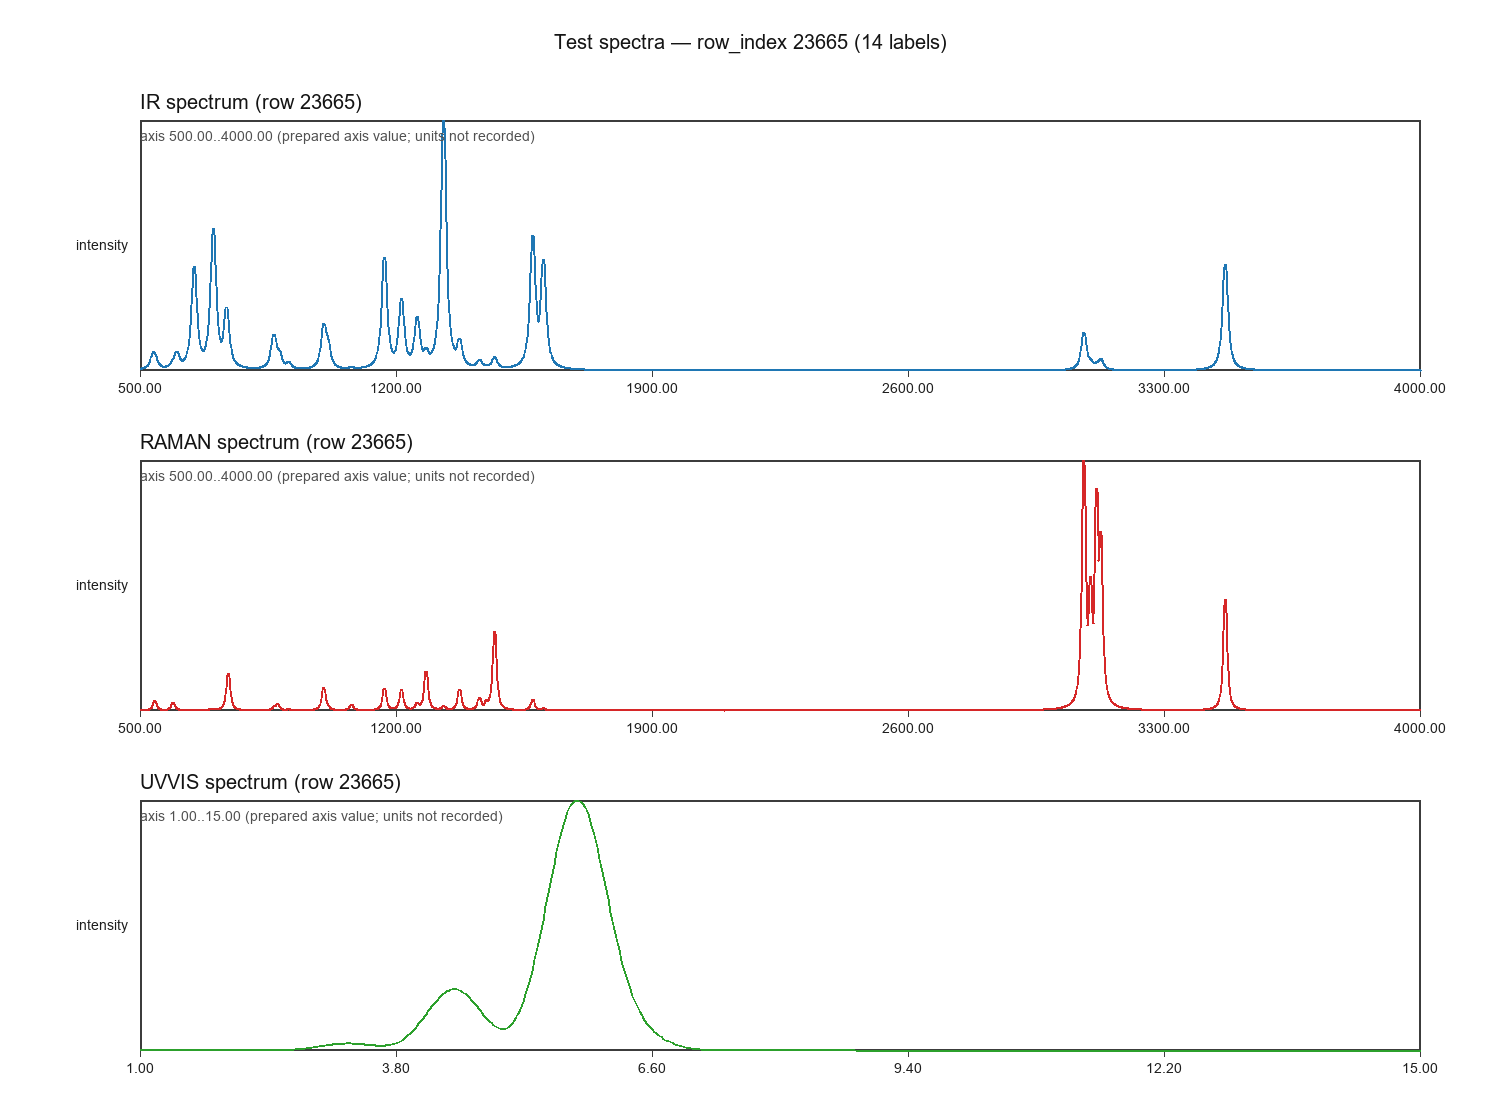 Test spectra — row_index 23665 (14 labels)
IR spectrum (row 23665)
axis 500.00..4000.00 (prepared axis value; units not recorded)
intensity
500.00 1200.00 1900.00 2600.00 3300.00 4000.00
RAMAN spectrum (row 23665)
axis 500.00..4000.00 (prepared axis value; units not recorded)
intensity
500.00 1200.00 1900.00 2600.00 3300.00 4000.00
UVVIS spectrum (row 23665)
axis 1.00..15.00 (prepared axis value; units not recorded)
intensity
1.00 3.80 6.60 9.40 12.20 15.00